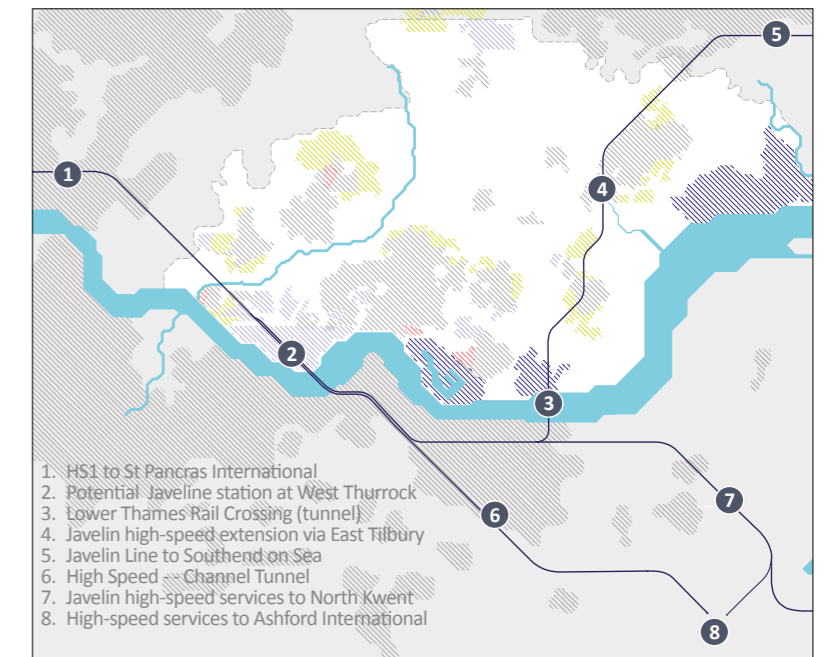 5
1
4
2
3
1. HS1 to St Pancras International
2. Potential Javeline station at West Thurrock
3. Lower Thames Rail Crossing (tunnel)
4. Javelin high-speed extension via East Tilbury
5. Javelin Line to Southend on Sea
6. High Speed -- Channel Tunnel
7. Javelin high-speed services to North Kwent
8. High-speed services to Ashford International
7
6
8